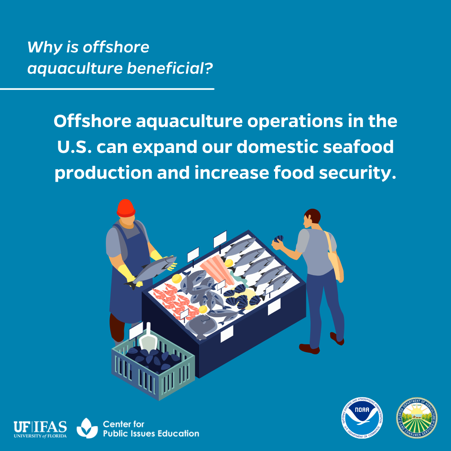 Why is offshore
aquaculture beneficial?
Offshore aquaculture operations in the
U.S. can expand our domestic seafood
production and increase food security.
UF|IFAS
UNIVERSITY of FLORIDA
Center for
Public Issues Education
NOAA